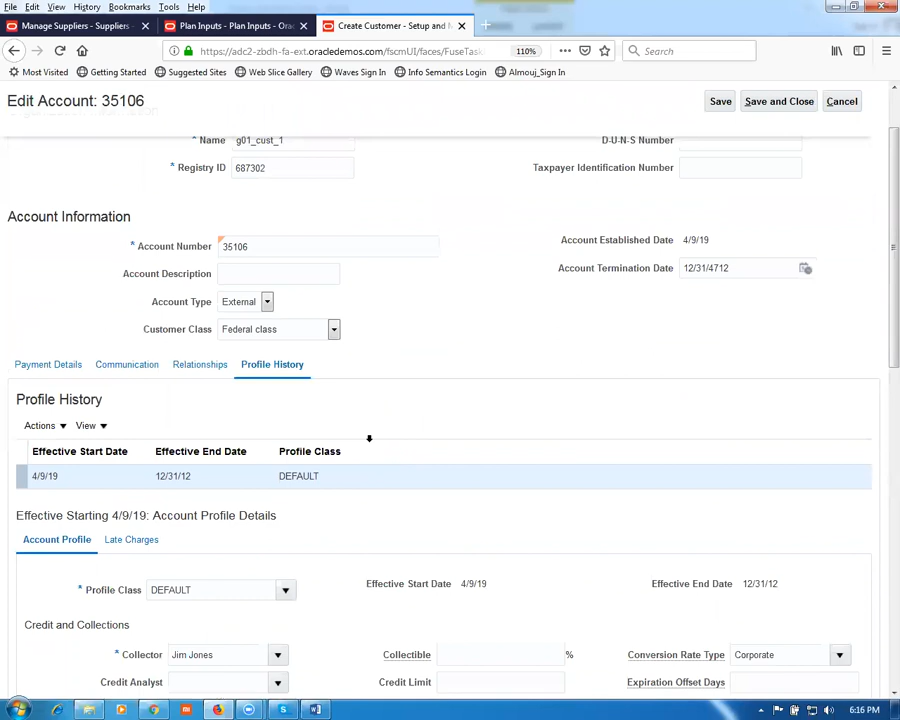 File Edit View History Bookmarks Tools Help
Manage Suppliers - Suppliers - Plan Inputs - Plan Inputs - Ora Create Customer - Setup and M
https://adc2-zbdh-fa-ext.oracledemos.com/fscmUI/faces/FuseTask 110% Search
Most Visited Getting Started Suggested Sites Web Slice Gallery Waves Sign In Info Semantics Login Almouj_Sign In
Edit Account: 35106 Save Save and Close Cancel
* Name g01_cust_1 D-U-N-S Number
* Registry ID 687302 Taxpayer Identification Number
Account Information
* Account Number 35106 Account Established Date 4/9/19
Account Description Account Termination Date 12/31/4712
Account Type External
Customer Class Federal class
Payment Details Communication Relationships Profile History
Profile History
Actions View
Effective Start Date Effective End Date Profile Class
4/9/19 12/31/12 DEFAULT
Effective Starting 4/9/19: Account Profile Details
Account Profile Late Charges
* Profile Class DEFAULT Effective Start Date 4/9/19 Effective End Date 12/31/12
Credit and Collections
* Collector Jim Jones Collectible % Conversion Rate Type Corporate
Credit Analyst Credit Limit Expiration Offset Days
6:16 PM